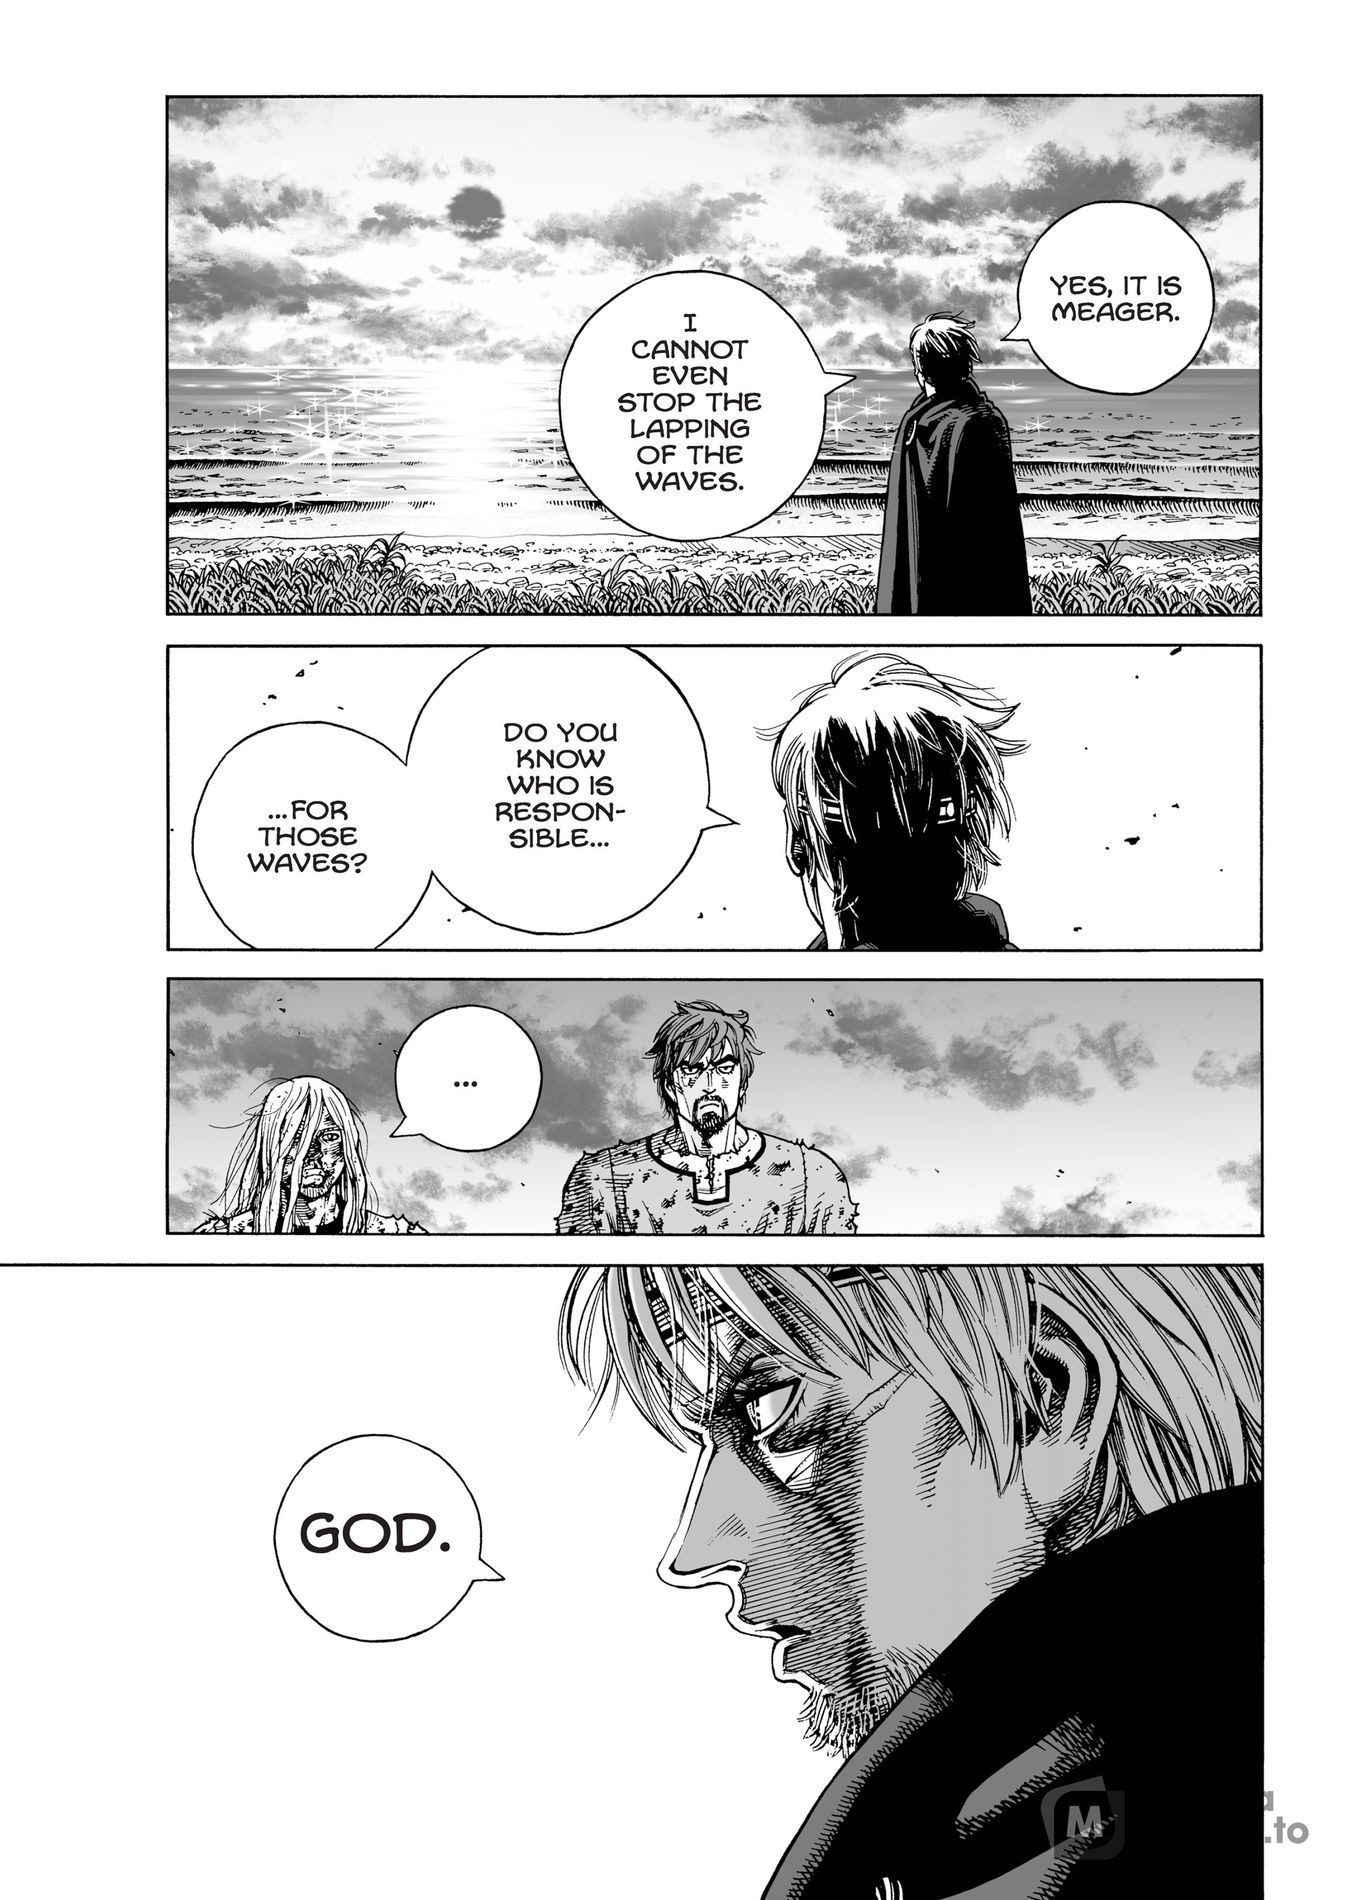 YES, IT IS
MEAGER.
I
CANNOT
EVEN
STOP THE
LAPPING
OF THE
WAVES.
DO YOU
KNOW
WHO IS
RESPON-
SIBLE...
...FOR
THOSE
WAVES?
...
GOD.
M
a
.to